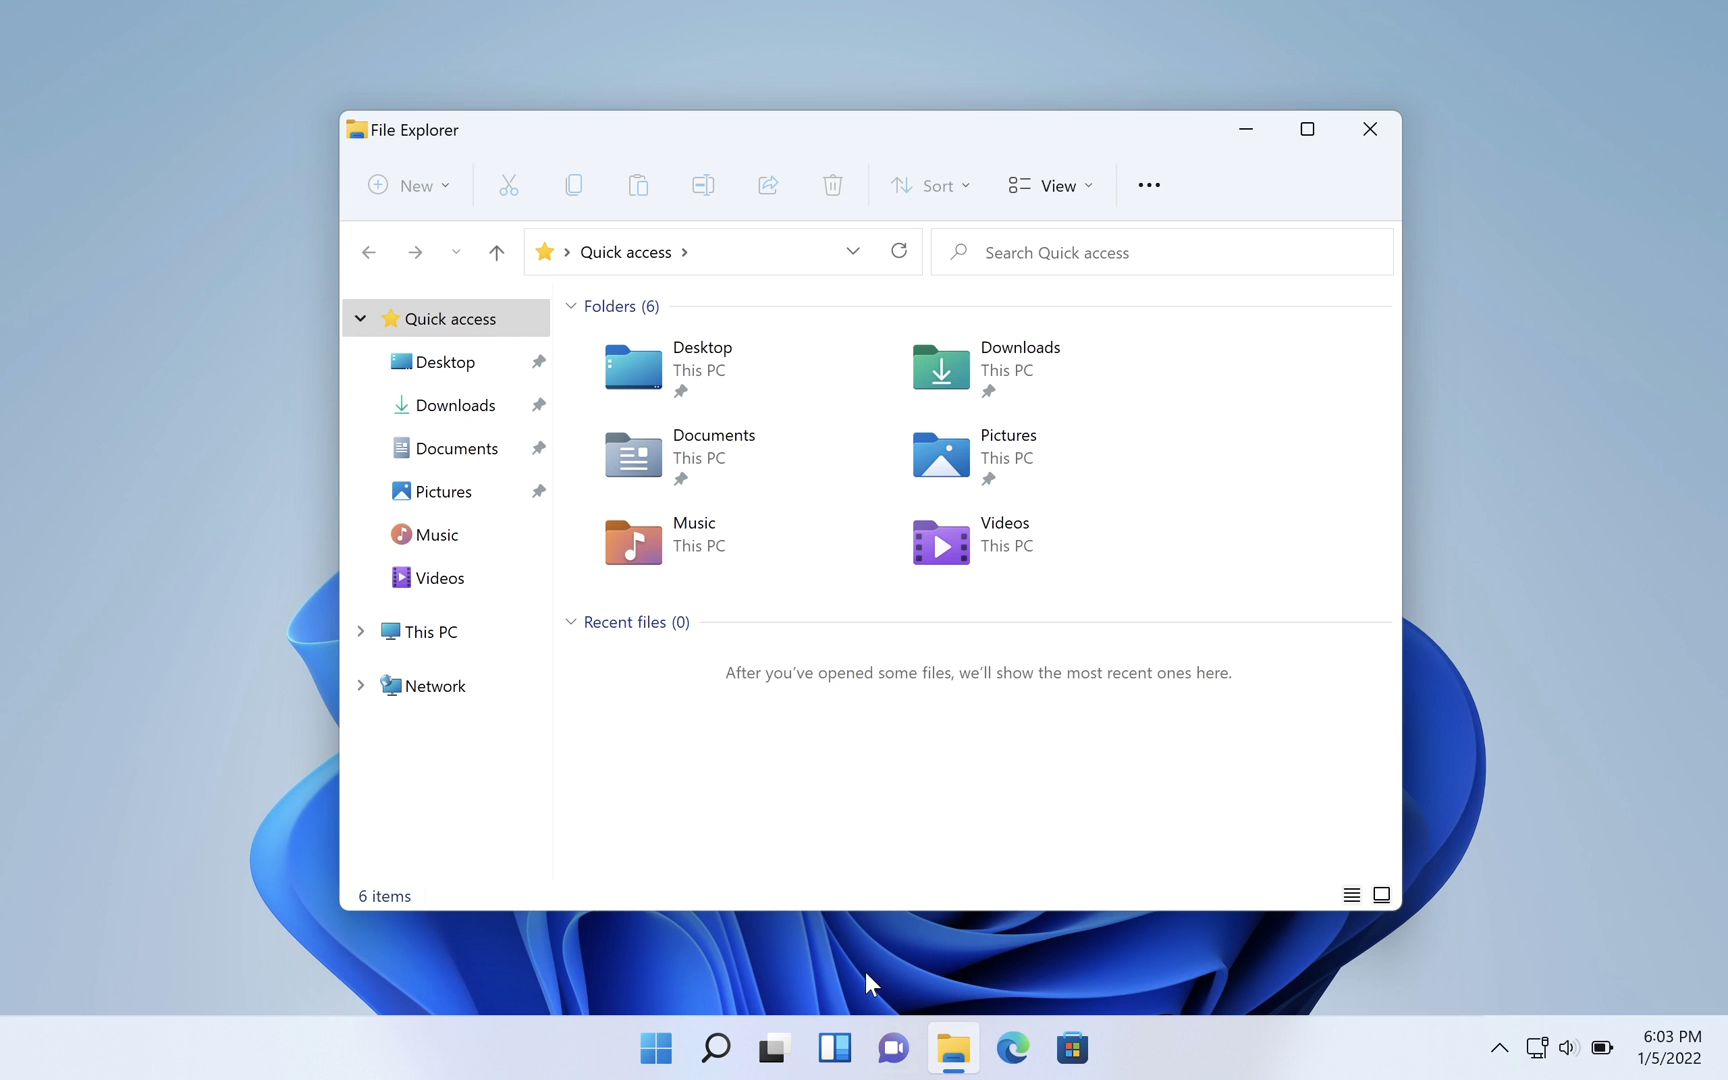 File Explorer
New
Sort
View
Quick access
Search Quick access
Quick access
Desktop
Downloads
Documents
Pictures
Music
Videos
This PC
Network
Folders (6)
Desktop
This PC
Downloads
This PC
Documents
This PC
Pictures
This PC
Music
This PC
Videos
This PC
Recent files (0)
After you've opened some files, we'll show the most recent ones here.
6 items
6:03 PM
1/5/2022